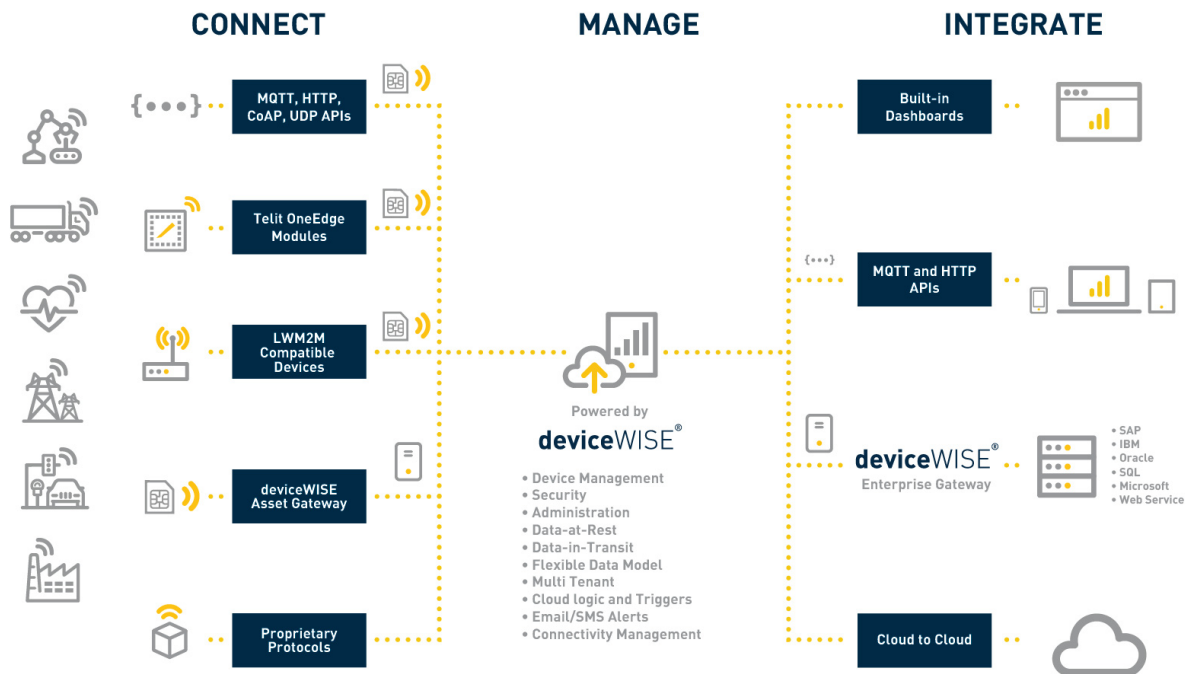 CONNECT
MANAGE
INTEGRATE
MQTT, HTTP,
CoAP, UDP APIs
Telit OneEdge
Modules
LWM2M
Compatible
Devices
deviceWISE
Asset Gateway
Proprietary
Protocols
Powered by
deviceWISE®
• Device Management
• Security
• Administration
• Data-at-Rest
• Data-in-Transit
• Flexible Data Model
• Multi Tenant
• Cloud logic and Triggers
• Email/SMS Alerts
• Connectivity Management
Built-in
Dashboards
MQTT and HTTP
APIs
deviceWISE®
Enterprise Gateway
• SAP
• IBM
• Oracle
• SQL
• Microsoft
• Web Service
Cloud to Cloud